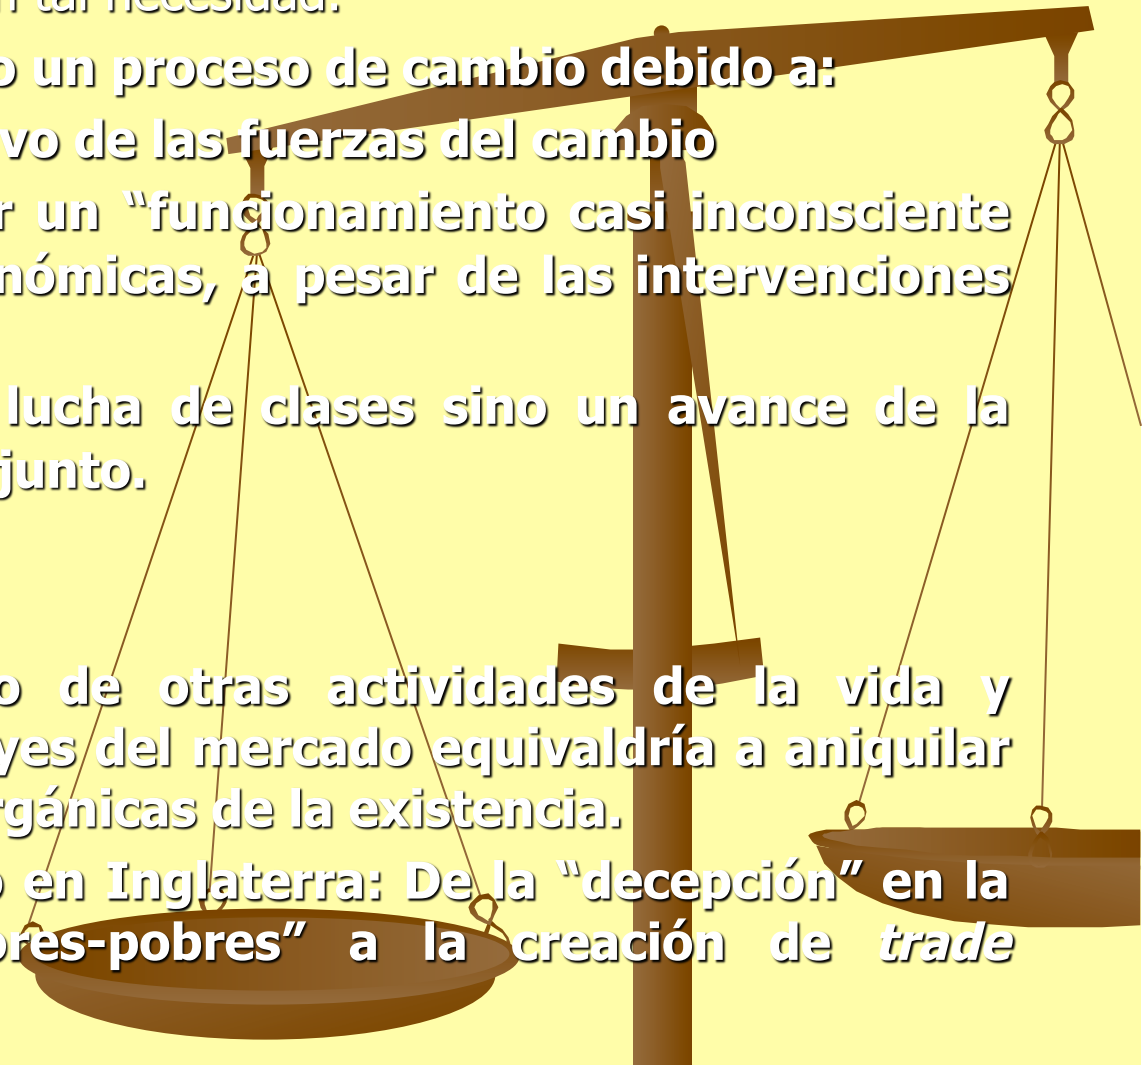 n tal necesidad.
o un proceso de cambio debido a:
vo de las fuerzas del cambio
r un “funcionamiento casi inconsciente
nómicas, a pesar de las intervenciones
lucha de clases sino un avance de la
junto.
o de otras actividades de la vida y
yes del mercado equivaldría a aniquilar
rgánicas de la existencia.
o en Inglaterra: De la “decepción” en la
ores-pobres” a la creación de trade